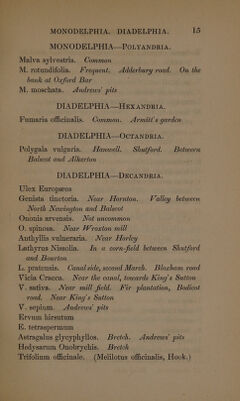 MONODELPHIA. DIADELPHIA. 15
MONODELPHIA—POLYANDRIA.
Malva sylvestris. Common
M. rotundifolia. Frequent. Adderbury road. On the
bank at Oxford Bar
M. moschata. Andrews' pits
DIADELPHIA—HEXANDRIA.
Fumaria officinalis. Common. Armitt's garden
DIADELPHIA—OCTANDRIA.
Polygala vulgaris. Hanwell. Shutford. Between
Balscot and Alkerton
DIADELPHIA—DECANDRIA.
Ulex Europæus
Genista tinctoria. Near Hornton. Valley between
North Newington and Balscot
Ononis arvensis. Not uncommon
O. spinosa. Near Wroxton mill
Anthyllis vulneraria. Near Horley
Lathyrus Nissolia. In a corn-field between Shutford
and Bourton
L. pratensis. Canal side, second Marsh. Bloxham road
Vicia Cracca. Near the canal, towards King's Sutton
V. sativa. Near mill field. Fir plantation, Bodicot
road. Near King's Sutton
V. sepium. Andrews' pits
Ervum hirsutum
E. tetraspermum
Astragalus glycyphyllos. Bretch. Andrews' pits
Hedysarum Onobrychis. Bretch
Trifolium officinale. (Melilotus officinalis, Hook.)